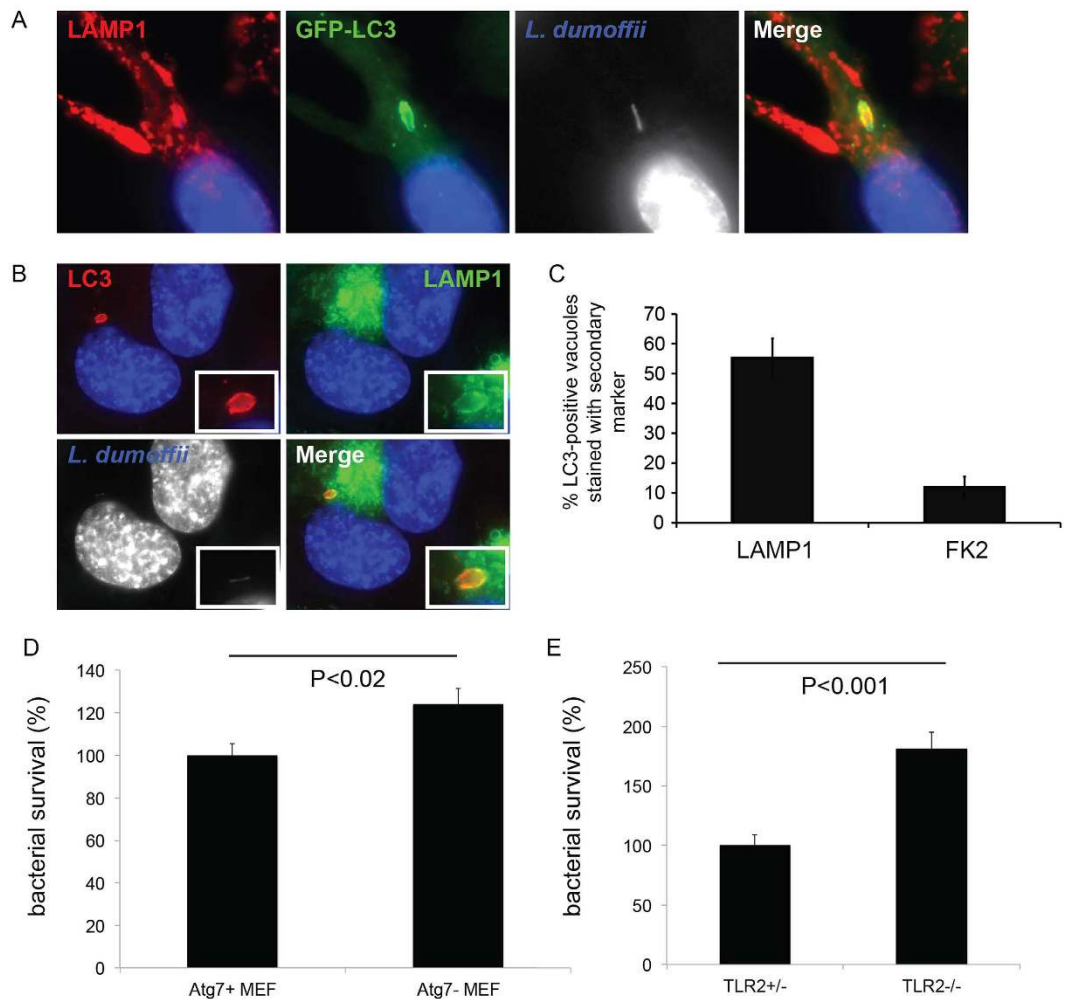 A
LAMP1
GFP-LC3
L. dumoffii
Merge
B
LC3
LAMP1
L. dumoffii
Merge
C
% LC3-positive vacuoles
stained with secondary
marker
70
60
50
40
30
20
10
0
LAMP1
FK2
D
bacterial survival (%)
140
120
100
80
60
40
20
0
P<0.02
Atg7+ MEF
Atg7- MEF
E
bacterial survival (%)
250
200
150
100
50
0
P<0.001
TLR2+/-
TLR2-/-